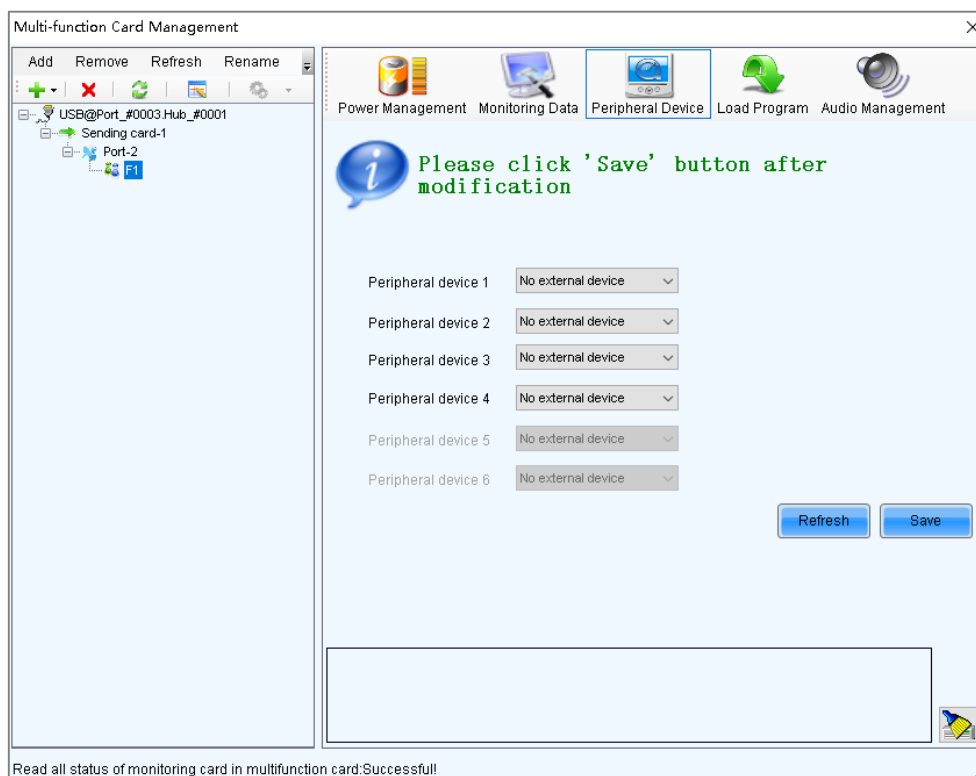 Multi-function Card Management
Add Remove Refresh Rename
USB@Port_#0003.Hub_#0001
Sending card-1
Port-2
F1
Power Management Monitoring Data Peripheral Device Load Program Audio Management
Please click 'Save' button after
modification
Peripheral device 1 No external device
Peripheral device 2 No external device
Peripheral device 3 No external device
Peripheral device 4 No external device
Peripheral device 5 No external device
Peripheral device 6 No external device
Refresh Save
Read all status of monitoring card in multifunction card:Successful!